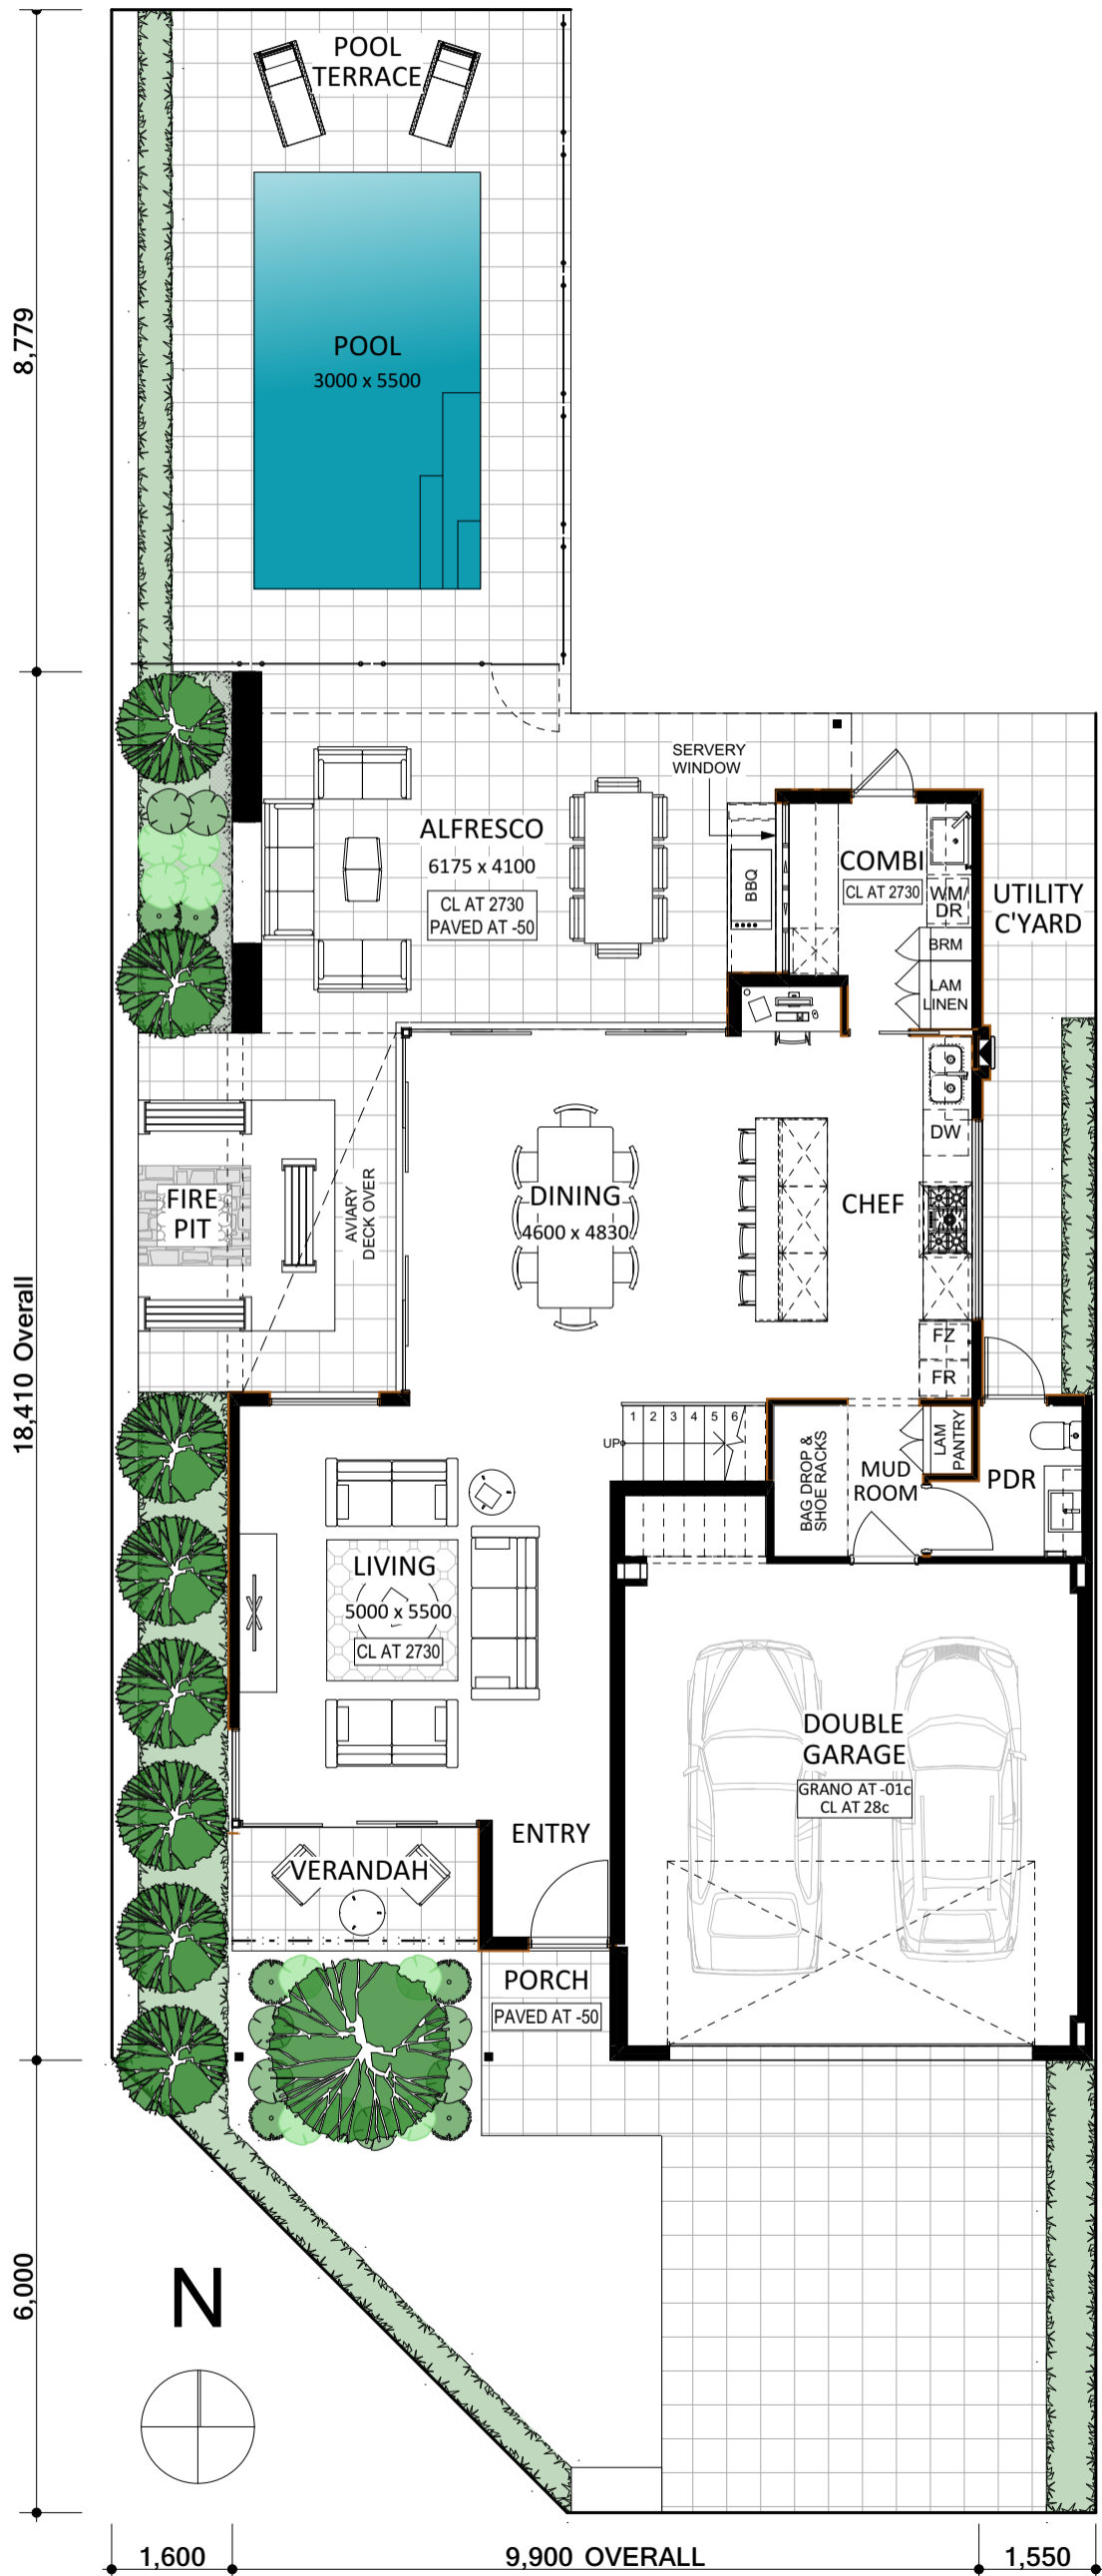 POOL
TERRACE
8,779
POOL
3000 x 5500
SERVERY
WINDOW
ALFRESCO
6175 x 4100
CL AT 2730
PAVED AT -50
BBQ
COMBI
CL AT 2730
WM/
DR
BRM
LAM
LINEN
UTILITY
C'YARD
FIRE
PIT
AVIARY
DECK OVER
DINING
4600 x 4830
CHEF
DW
FZ
FR
18,410 Overall
UP
1 2 3 4 5 6
BAG DROP &
SHOE RACKS
MUD
ROOM
LAM
PANTRY
PDR
LIVING
5000 x 5500
CL AT 2730
DOUBLE
GARAGE
GRANO AT -01c
CL AT 28c
ENTRY
VERANDAH
PORCH
PAVED AT -50
6,000
N
1,600
9,900 OVERALL
1,550